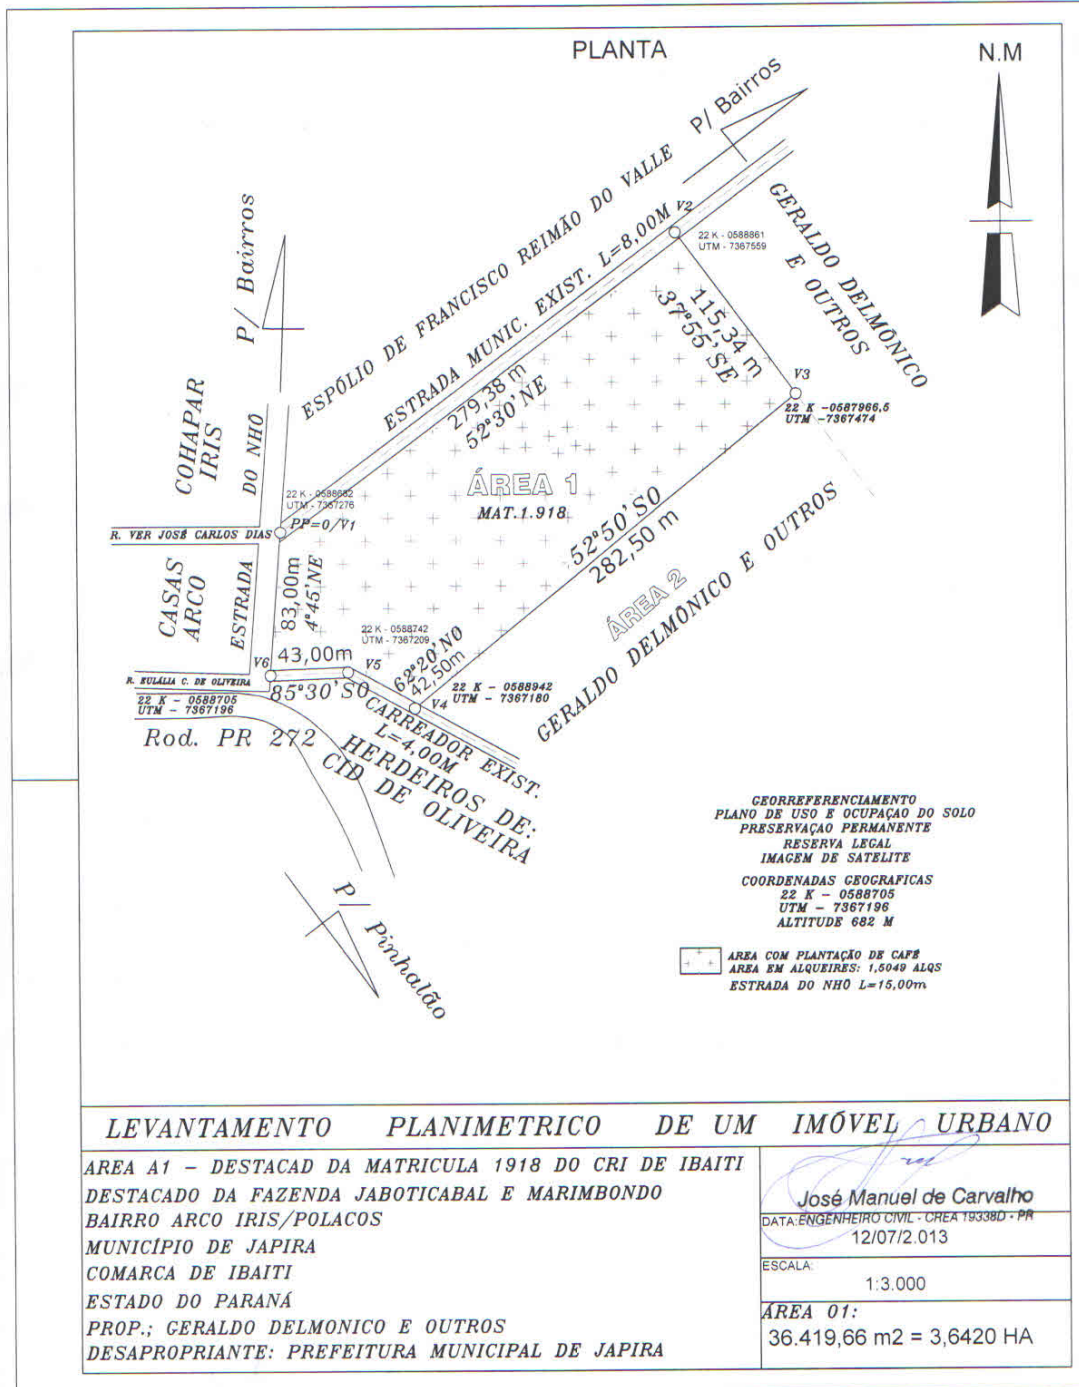 PLANTA
N.M
P/ Bairros
P/ Bairros
ESPÓLIO DE FRANCISCO REIMÃO DO VALLE
ESTRADA MUNIC. EXIST. L=8,00M
V2
22 K - 0588861
UTM - 7367559
GERALDO DELMÔNICO
E OUTROS
279,38 m
52°30'NE
115,34 m
37°55'SE
V3
22 K -0587966,5
UTM -7367474
COHAPAR
IRIS
DO NHÔ
22 K - 0588682
UTM - 7367276
PP=0/V1
R. VER JOSÉ CARLOS DIAS
ÁREA 1
MAT.1.918
52°50'SO
282,50 m
ÁREA 2
GERALDO DELMÔNICO E OUTROS
CASAS
ARCO
ESTRADA
83,00m
4°45'NE
22 K - 0588742
UTM - 7367209
V6
43,00m
85°30'SO
V5
62°20'NO
42,50m
V4
22 K - 0588942
UTM - 7367180
R. EULÁLIA C. DE OLIVEIRA
22 K - 0588705
UTM - 7367196
Rod. PR 272
CARREADOR EXIST.
L=4,00M
HERDEIROS DE:
CID DE OLIVEIRA
P/ Pinhalão
GEORREFERENCIAMENTO
PLANO DE USO E OCUPAÇAO DO SOLO
PRESERVAÇAO PERMANENTE
RESERVA LEGAL
IMAGEM DE SATELITE
COORDENADAS GEOGRAFICAS
22 K - 0588705
UTM - 7367196
ALTITUDE 682 M
AREA COM PLANTAÇÃO DE CAFÉ
AREA EM ALQUEIRES: 1,5049 ALQS
ESTRADA DO NHÔ L=15,00m
LEVANTAMENTO PLANIMETRICO DE UM IMÓVEL URBANO
AREA A1 - DESTACAD DA MATRICULA 1918 DO CRI DE IBAITI
DESTACADO DA FAZENDA JABOTICABAL E MARIMBONDO
BAIRRO ARCO IRIS/POLACOS
MUNICÍPIO DE JAPIRA
COMARCA DE IBAITI
ESTADO DO PARANÁ
PROP.; GERALDO DELMONICO E OUTROS
DESAPROPRIANTE: PREFEITURA MUNICIPAL DE JAPIRA
José Manuel de Carvalho
DATA: ENGENHEIRO CIVIL - CREA 19338D - PR
12/07/2.013
ESCALA:
1:3.000
ÁREA 01:
36.419,66 m2 = 3,6420 HA